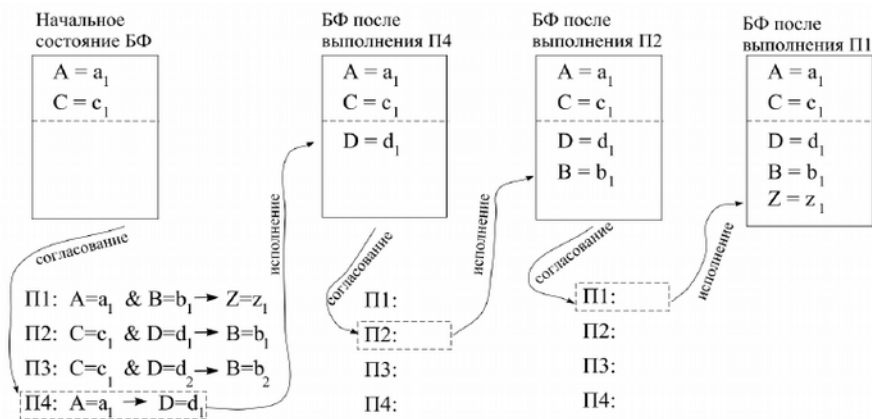 Начальное
состояние БФ
A = a₁
C = c₁
БФ после
выполнения П4
A = a₁
C = c₁
D = d₁
БФ после
выполнения П2
A = a₁
C = c₁
D = d₁
B = b₁
БФ после
выполнения П1
A = a₁
C = c₁
D = d₁
B = b₁
Z = z₁
согласование
исполнение
согласование
исполнение
согласование
исполнение
П1: A=a₁ & B=b₁ → Z=z₁
П2: C=c₁ & D=d₁ → B=b₁
П3: C=c₁ & D=d₂ → B=b₂
П4: A=a₁ → D=d₁
П1:
П2:
П3:
П4:
П1:
П2:
П3:
П4: